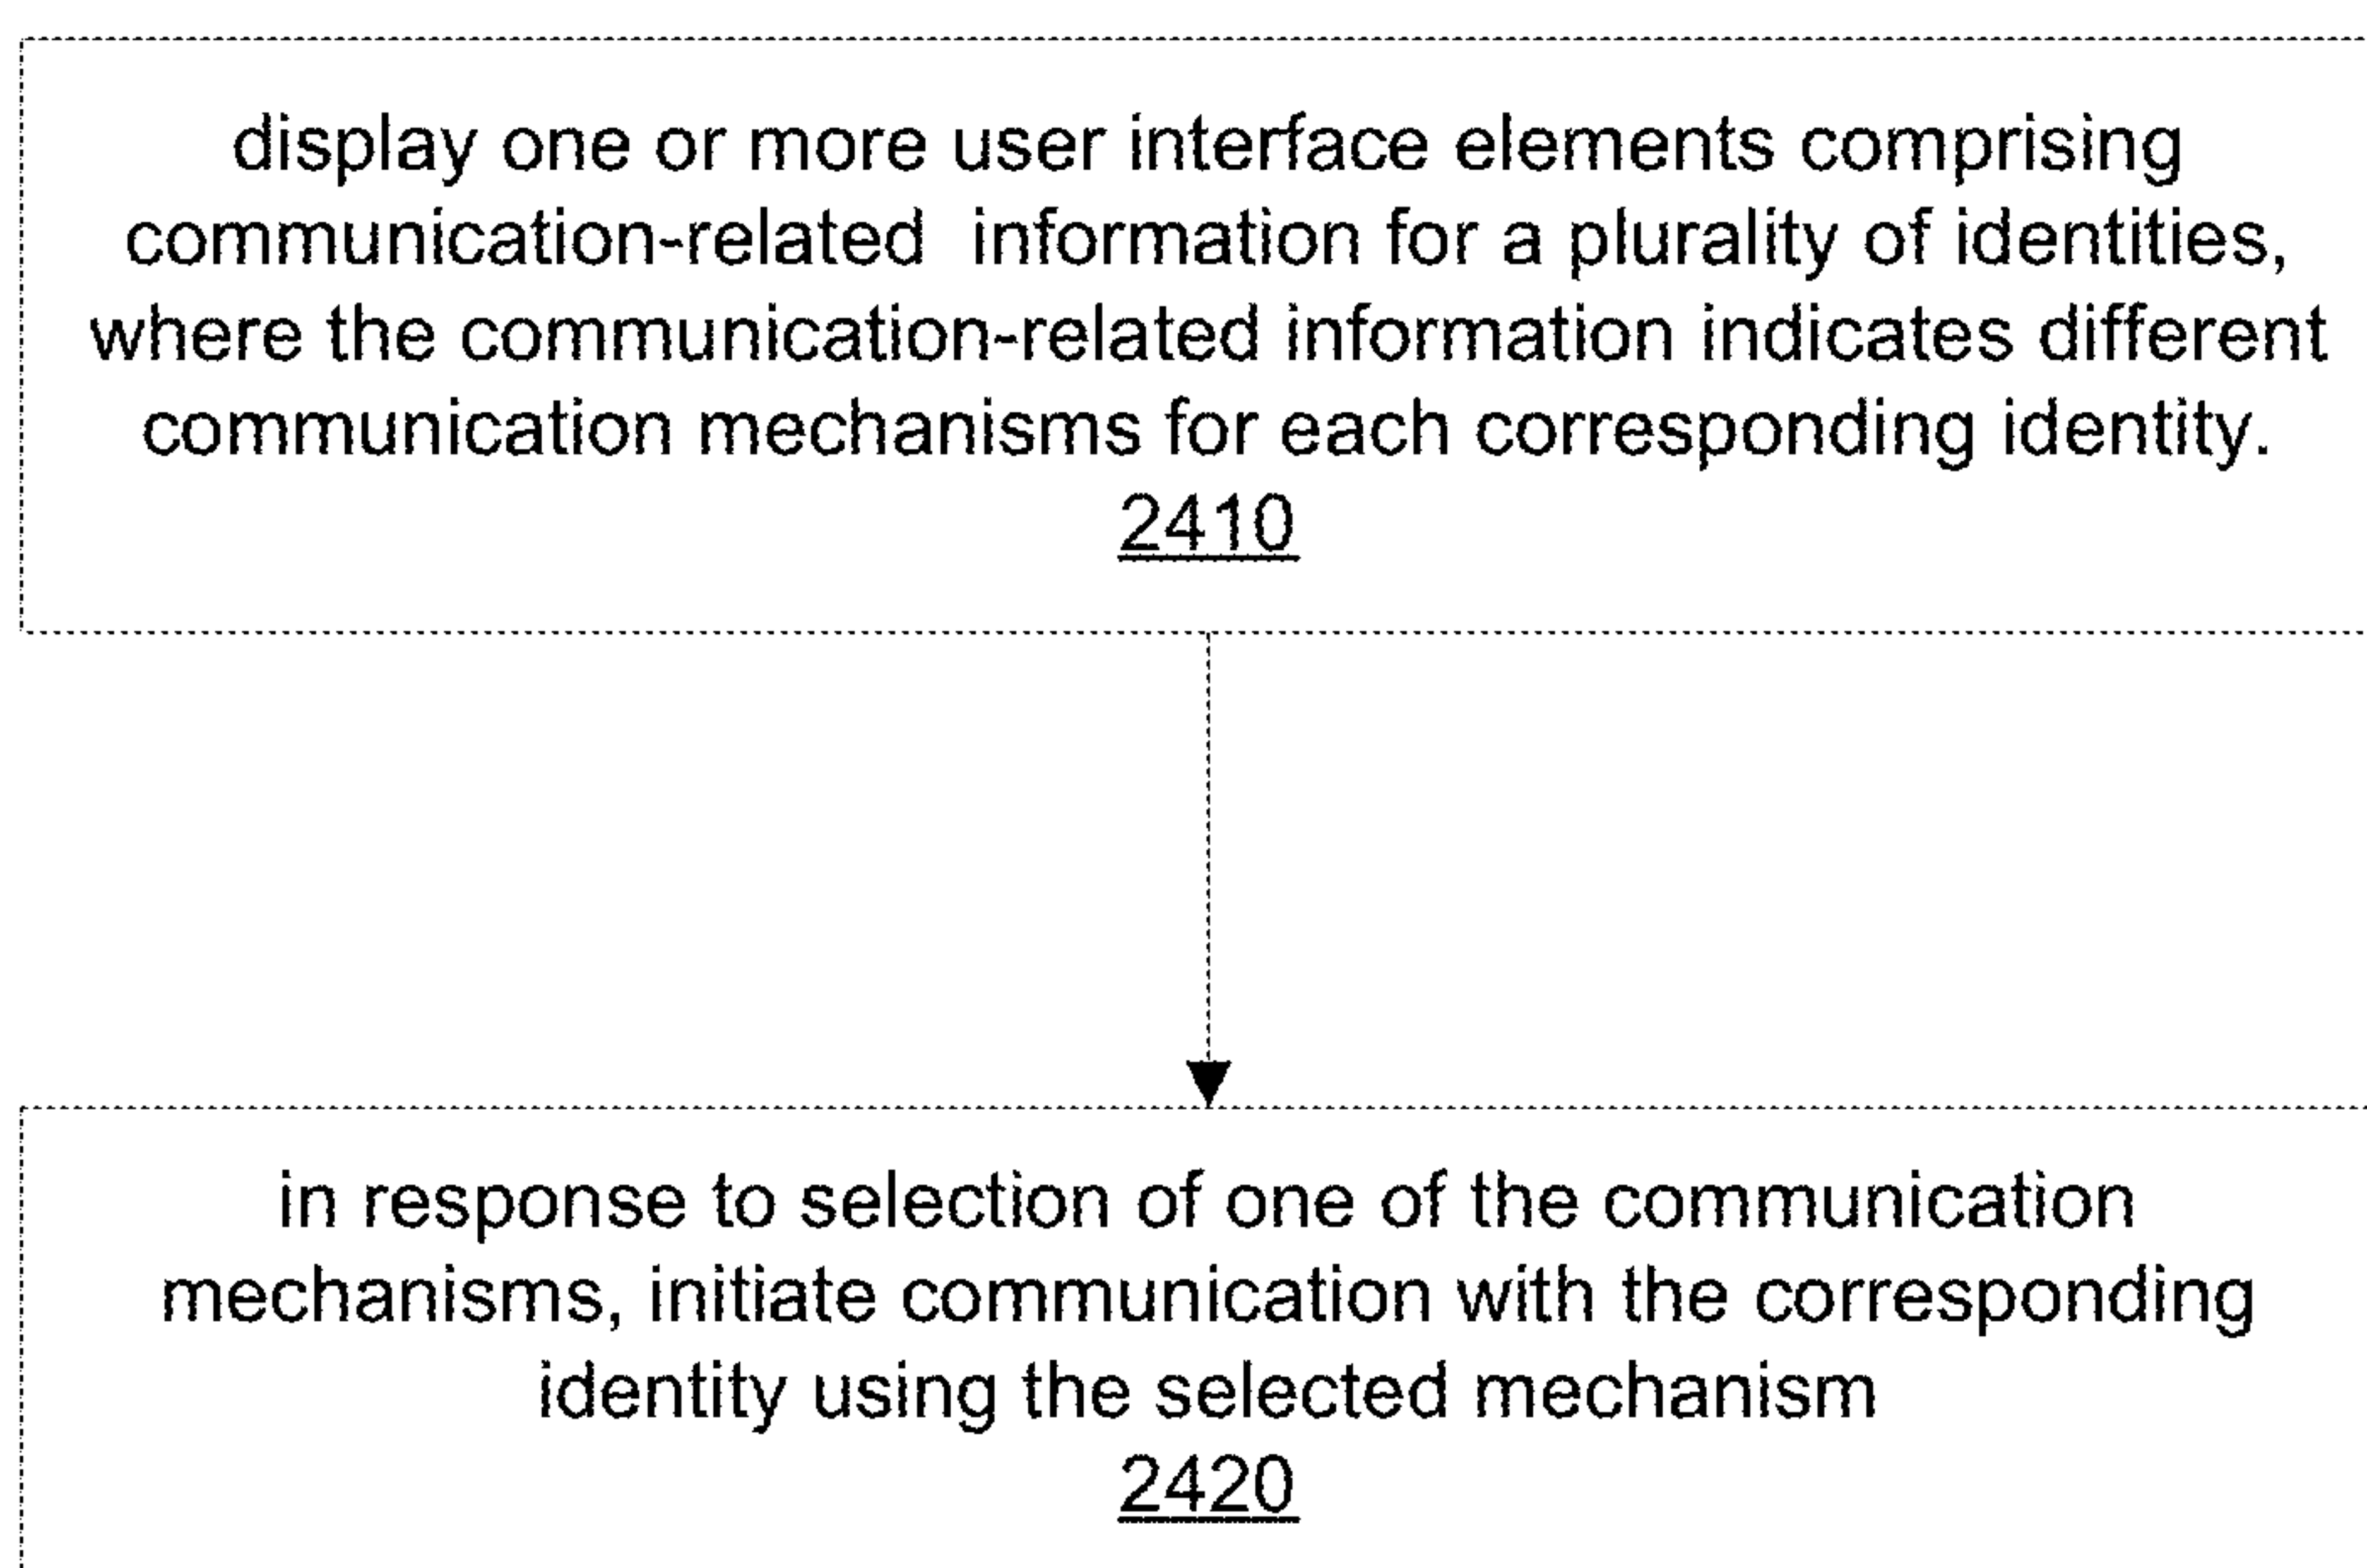 display one or more user interface elements comprising
communication-related information for a plurality of identities,
where the communication-related information indicates different
communication mechanisms for each corresponding identity.
2410
in response to selection of one of the communication
mechanisms, initiate communication with the corresponding
identity using the selected mechanism
2420